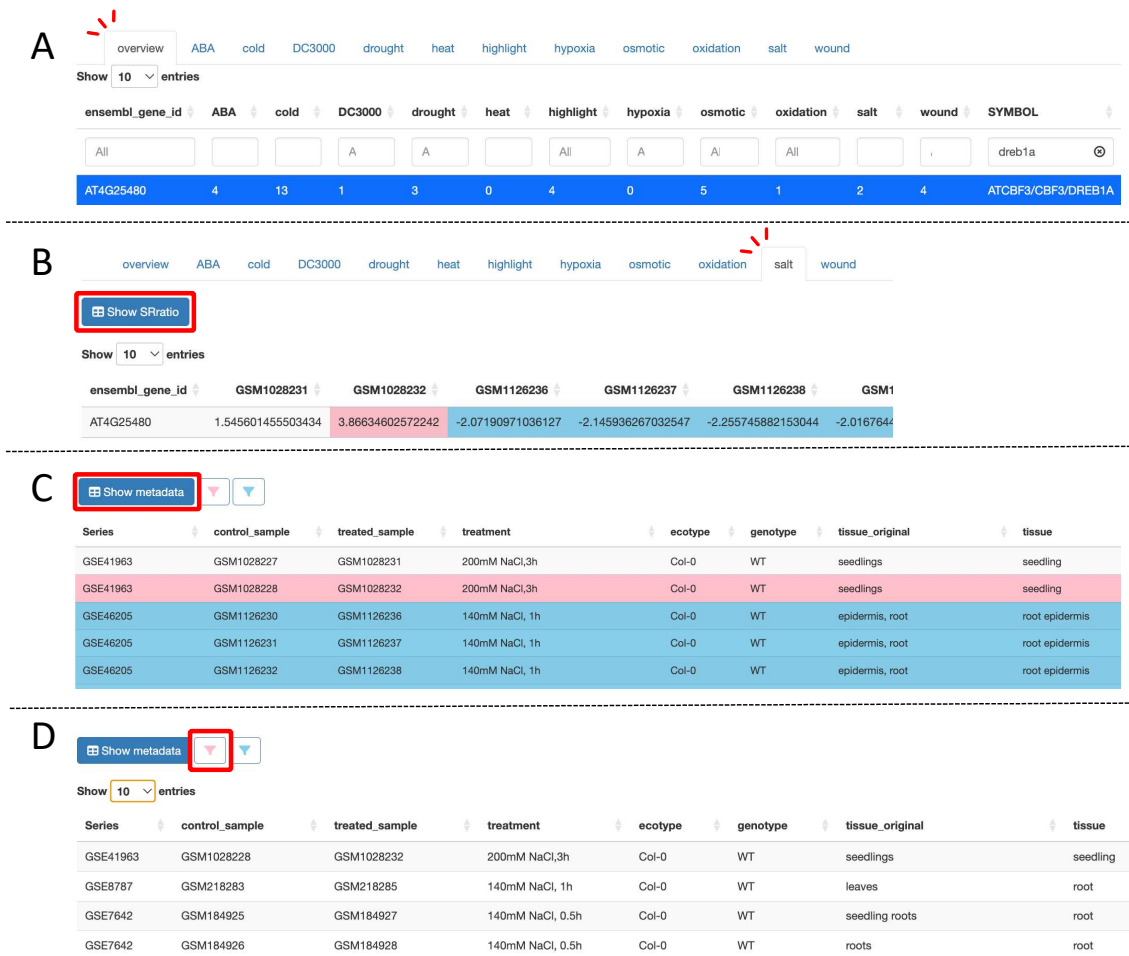 A
overview ABA cold DC3000 drought heat highlight hypoxia osmotic oxidation salt wound
Show 10 entries
ensembl_gene_id ABA cold DC3000 drought heat highlight hypoxia osmotic oxidation salt wound SYMBOL
All A A All A Al All dreb1a
AT4G25480 4 13 1 3 0 4 0 5 1 2 4 ATCBF3/CBF3/DREB1A
B
overview ABA cold DC3000 drought heat highlight hypoxia osmotic oxidation salt wound
Show SRratio
Show 10 entries
ensembl_gene_id GSM1028231 GSM1028232 GSM1126236 GSM1126237 GSM1126238 GSM1
AT4G25480 1.545601455503434 3.86634602572242 -2.07190971036127 -2.145936267032547 -2.255745882153044 -2.0167644
C
Show metadata
Series control_sample treated_sample treatment ecotype genotype tissue_original tissue
GSE41963 GSM1028227 GSM1028231 200mM NaCl,3h Col-0 WT seedlings seedling
GSE41963 GSM1028228 GSM1028232 200mM NaCl,3h Col-0 WT seedlings seedling
GSE46205 GSM1126230 GSM1126236 140mM NaCl, 1h Col-0 WT epidermis, root root epidermis
GSE46205 GSM1126231 GSM1126237 140mM NaCl, 1h Col-0 WT epidermis, root root epidermis
GSE46205 GSM1126232 GSM1126238 140mM NaCl, 1h Col-0 WT epidermis, root root epidermis
D
Show metadata
Show 10 entries
Series control_sample treated_sample treatment ecotype genotype tissue_original tissue
GSE41963 GSM1028228 GSM1028232 200mM NaCl,3h Col-0 WT seedlings seedling
GSE8787 GSM218283 GSM218285 140mM NaCl, 1h Col-0 WT leaves root
GSE7642 GSM184925 GSM184927 140mM NaCl, 0.5h Col-0 WT seedling roots root
GSE7642 GSM184926 GSM184928 140mM NaCl, 0.5h Col-0 WT roots root